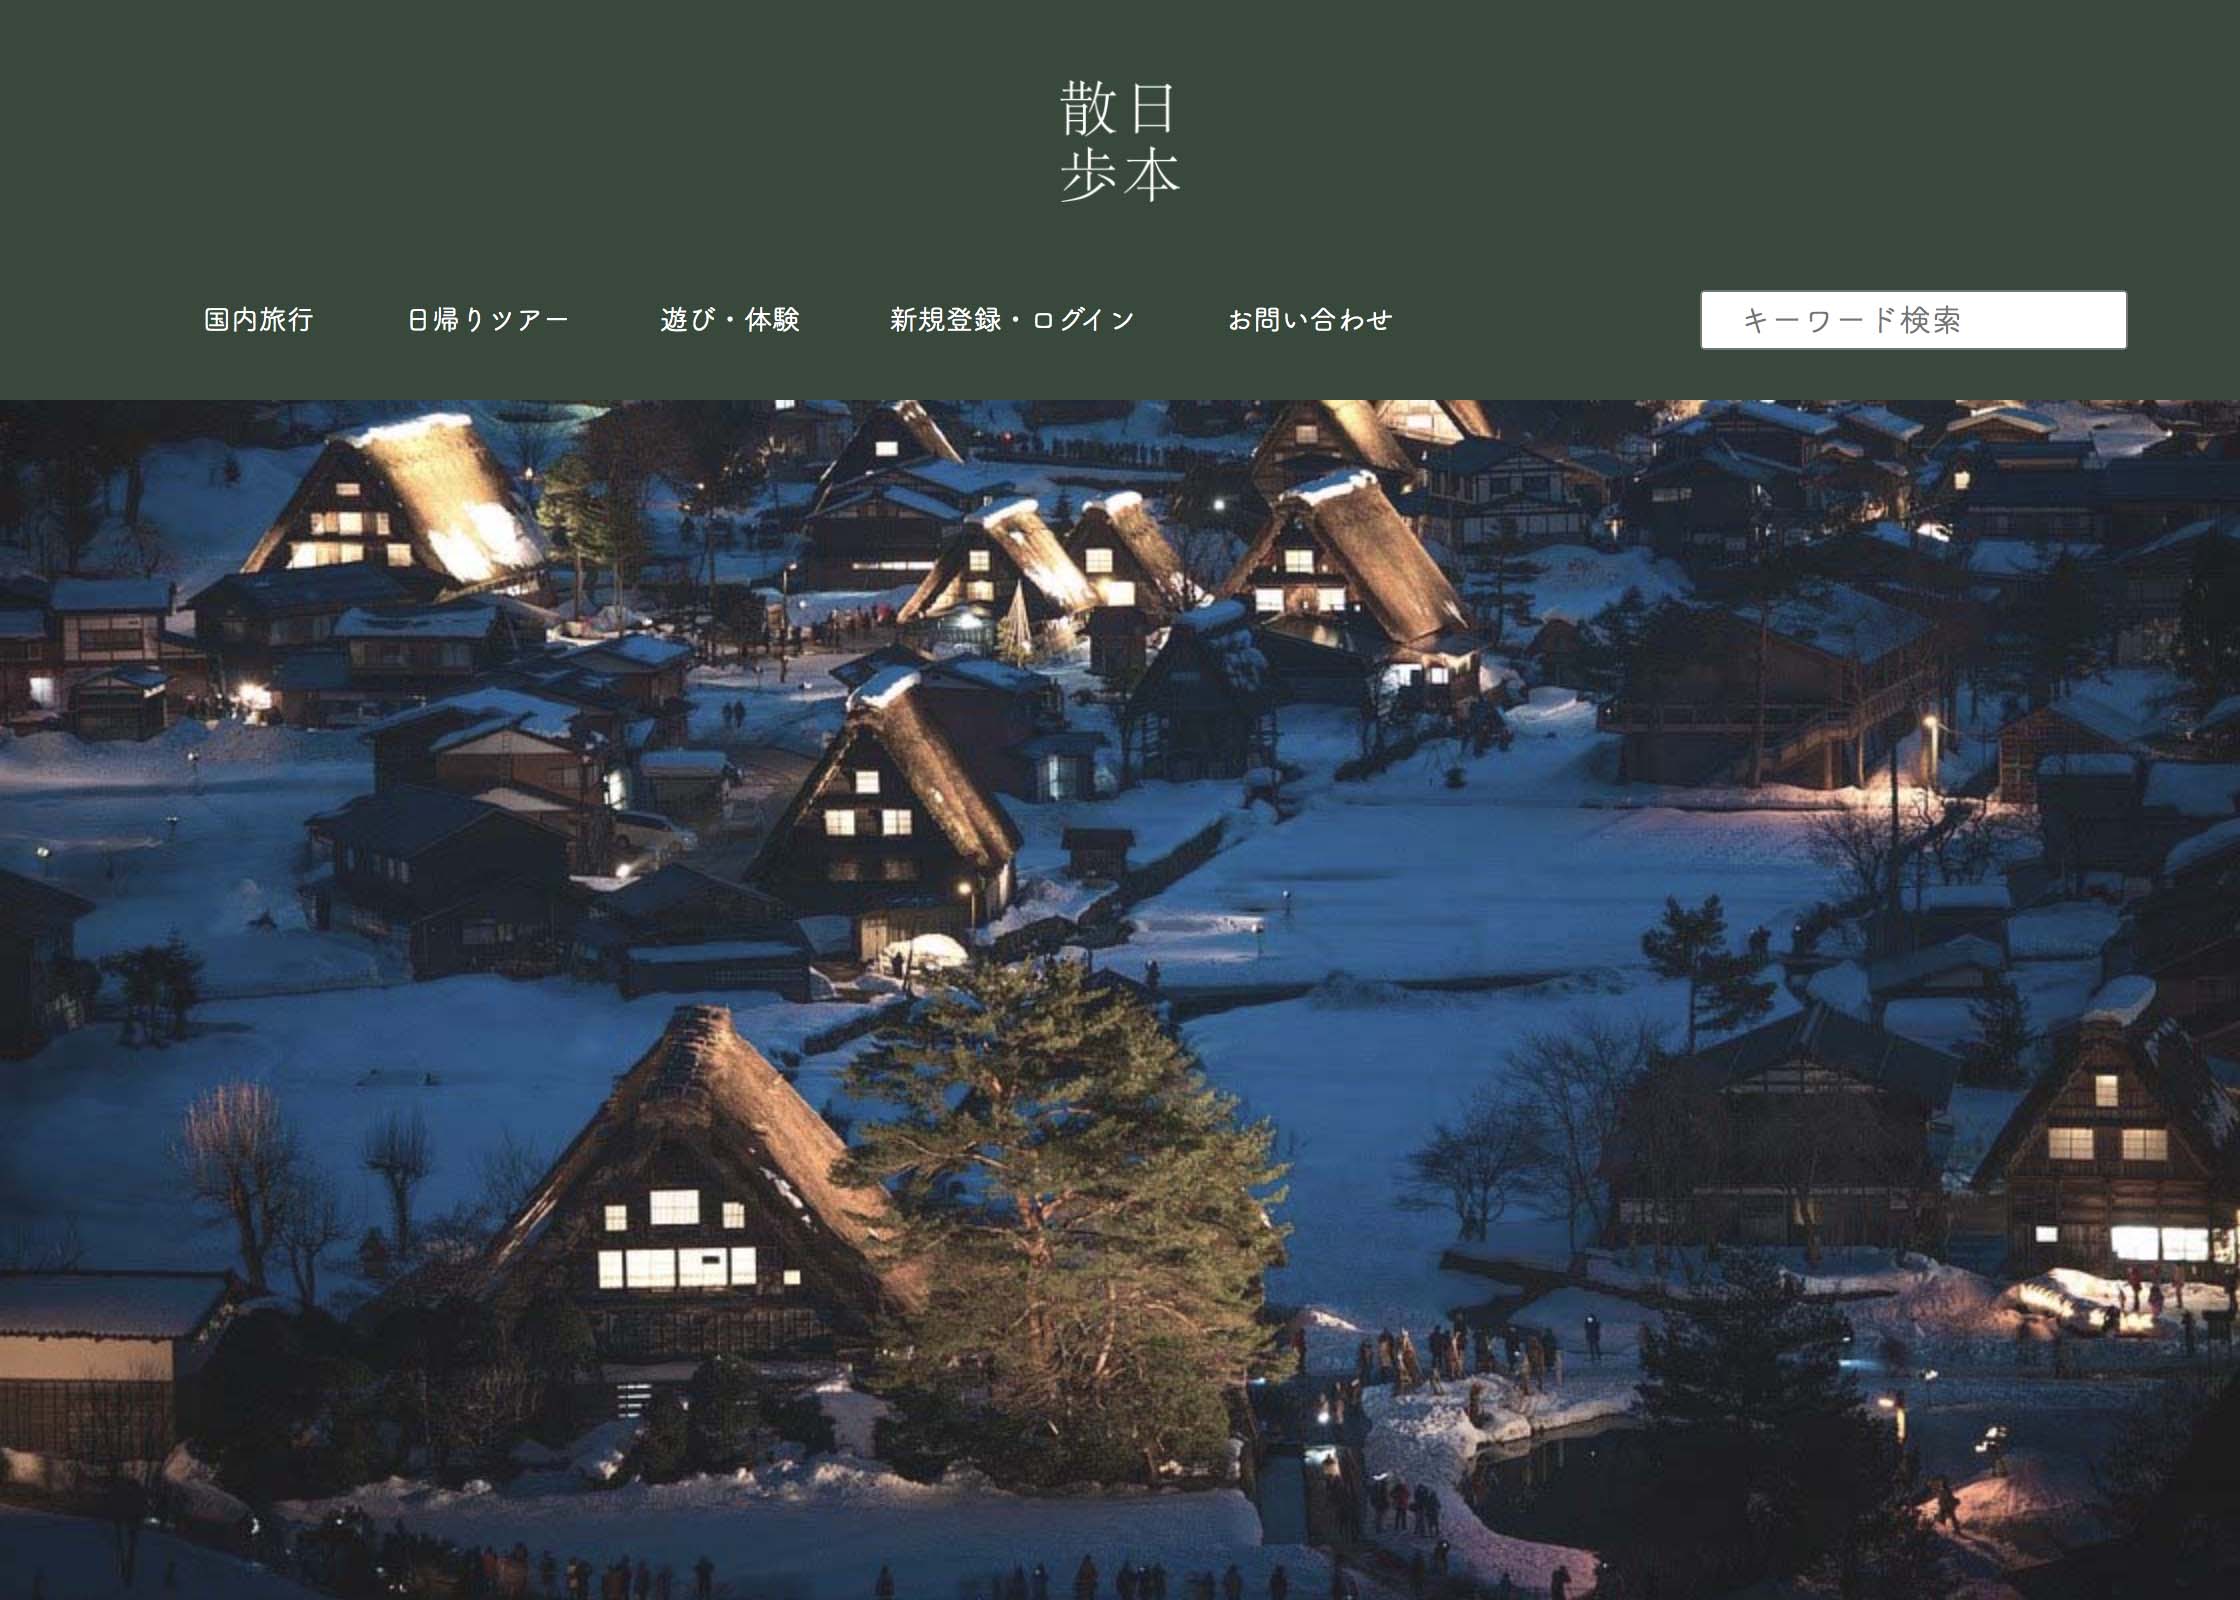 日本
散歩
国内旅行
日帰りツアー
遊び・体験
新規登録・ログイン
お問い合わせ
キーワード検索